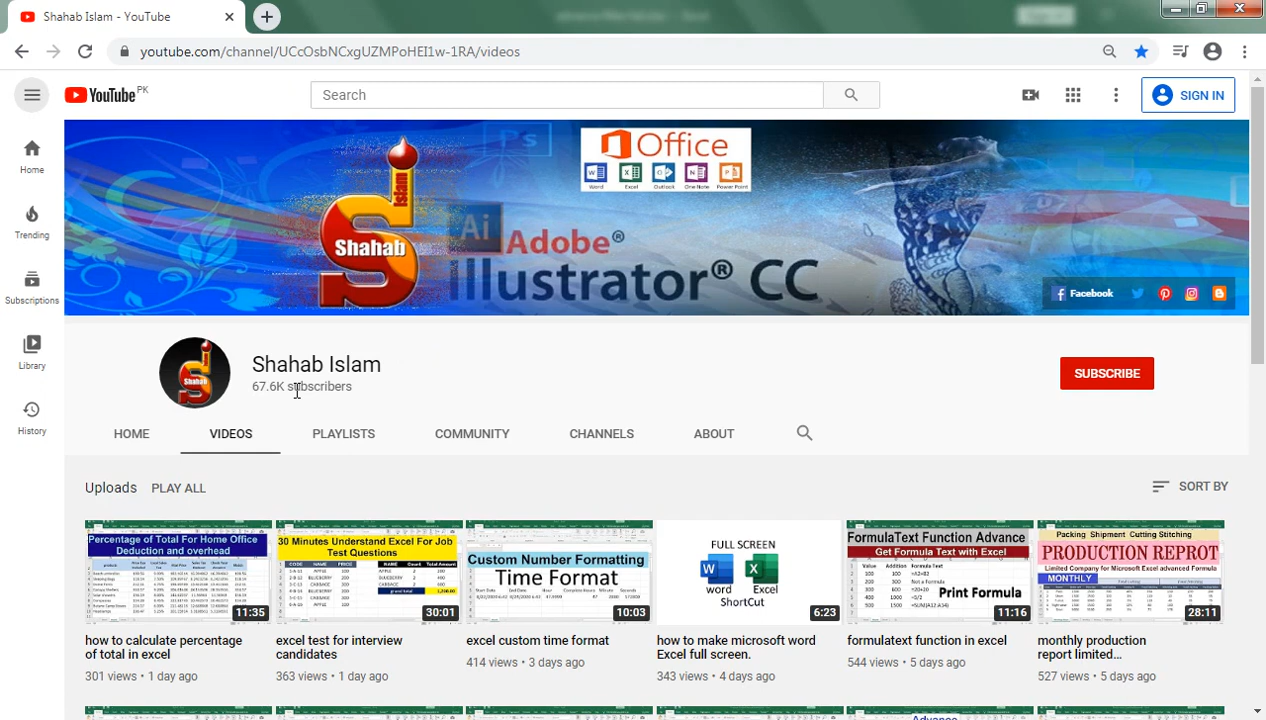 Shahab Islam - YouTube
youtube.com/channel/UCcOsbNCxgUZMPoHEI1w-1RA/videos
YouTube PK
Search
SIGN IN
Home
Trending
Subscriptions
Library
History
Office
Word Excel Outlook One-Note Power Point
Islam
Shahab
Ai Adobe®
Illustrator® CC
Facebook
Shahab Islam
67.6K subscribers
SUBSCRIBE
HOME VIDEOS PLAYLISTS COMMUNITY CHANNELS ABOUT
Uploads PLAY ALL
SORT BY
Percentage of Total For Home Office
Deduction and overhead
11:35
how to calculate percentage
of total in excel
301 views • 1 day ago
30 Minutes Understand Excel For Job
Test Questions
30:01
excel test for interview
candidates
363 views • 1 day ago
Custom Number Formatting
Time Format
10:03
excel custom time format
414 views • 3 days ago
FULL SCREEN
word Excel
ShortCut
6:23
how to make microsoft word
Excel full screen.
343 views • 4 days ago
FormulaText Function Advance
Get Formula Text with Excel
Print Formula
11:16
formulatext function in excel
544 views • 5 days ago
Packing Shipment Cutting Stitching
PRODUCTION REPROT
Limited Company for Microsoft Excel advanced Formula
MONTHLY
28:11
monthly production
report limited...
527 views • 5 days ago